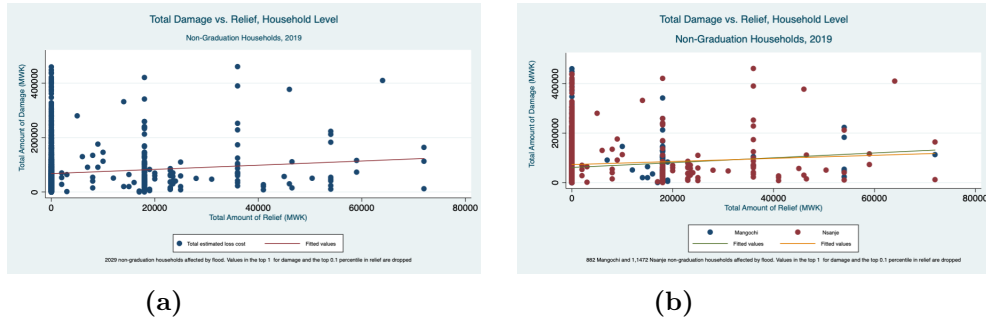 Total Damage vs. Relief, Household Level
Non-Graduation Households, 2019
Total Amount of Damage (MWK)
400000
200000
0
0
20000
40000
60000
80000
Total Amount of Relief (MWK)
Total estimated loss cost
Fitted values
2029 non-graduation households affected by flood. Values in the top 1 for damage and the top 0.1 percentile in relief are dropped
(a)
Total Damage vs. Relief, Household Level
Non-Graduation Households, 2019
Total Amount of Damage (MWK)
400000
200000
0
0
20000
40000
60000
80000
Total Amount of Relief (MWK)
Mangochi
Nsanje
Fitted values
Fitted values
882 Mangochi and 1,1472 Nsanje non-graduation households affected by flood. Values in the top 1 for damage and the top 0.1 percentile in relief are dropped
(b)